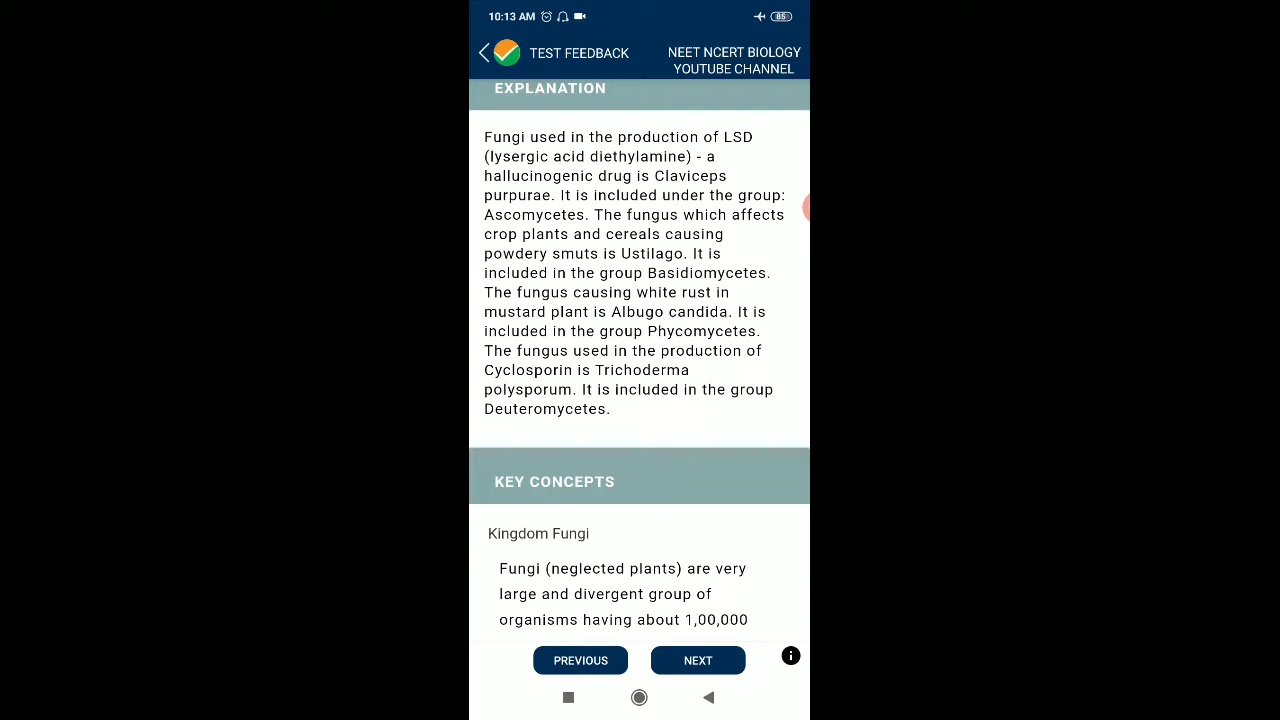 10:13 AM
85
TEST FEEDBACK
NEET NCERT BIOLOGY
YOUTUBE CHANNEL
EXPLANATION
Fungi used in the production of LSD
(lysergic acid diethylamine) - a
hallucinogenic drug is Claviceps
purpurae. It is included under the group:
Ascomycetes. The fungus which affects
crop plants and cereals causing
powdery smuts is Ustilago. It is
included in the group Basidiomycetes.
The fungus causing white rust in
mustard plant is Albugo candida. It is
included in the group Phycomycetes.
The fungus used in the production of
Cyclosporin is Trichoderma
polysporum. It is included in the group
Deuteromycetes.
KEY CONCEPTS
Kingdom Fungi
Fungi (neglected plants) are very
large and divergent group of
organisms having about 1,00,000
PREVIOUS
NEXT